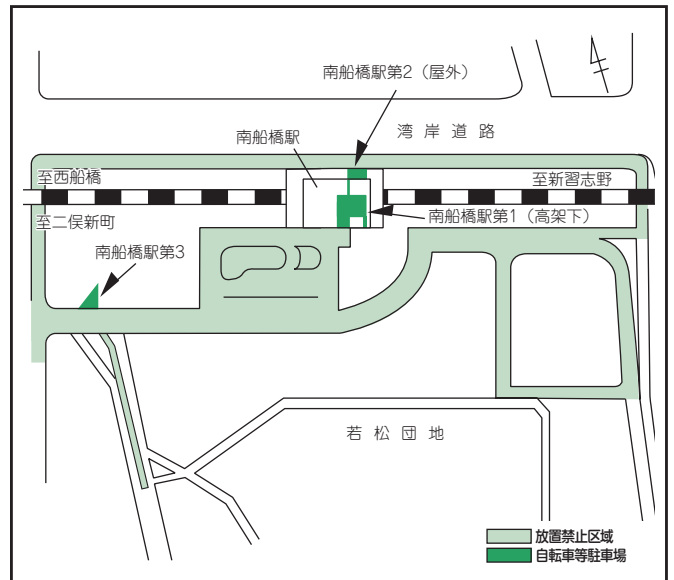 南船橋駅第2（屋外）
湾岸道路
南船橋駅
至西船橋
至新習志野
至二俣新町
南船橋駅第1（高架下）
南船橋駅第3
若松団地
放置禁止区域
自転車等駐車場